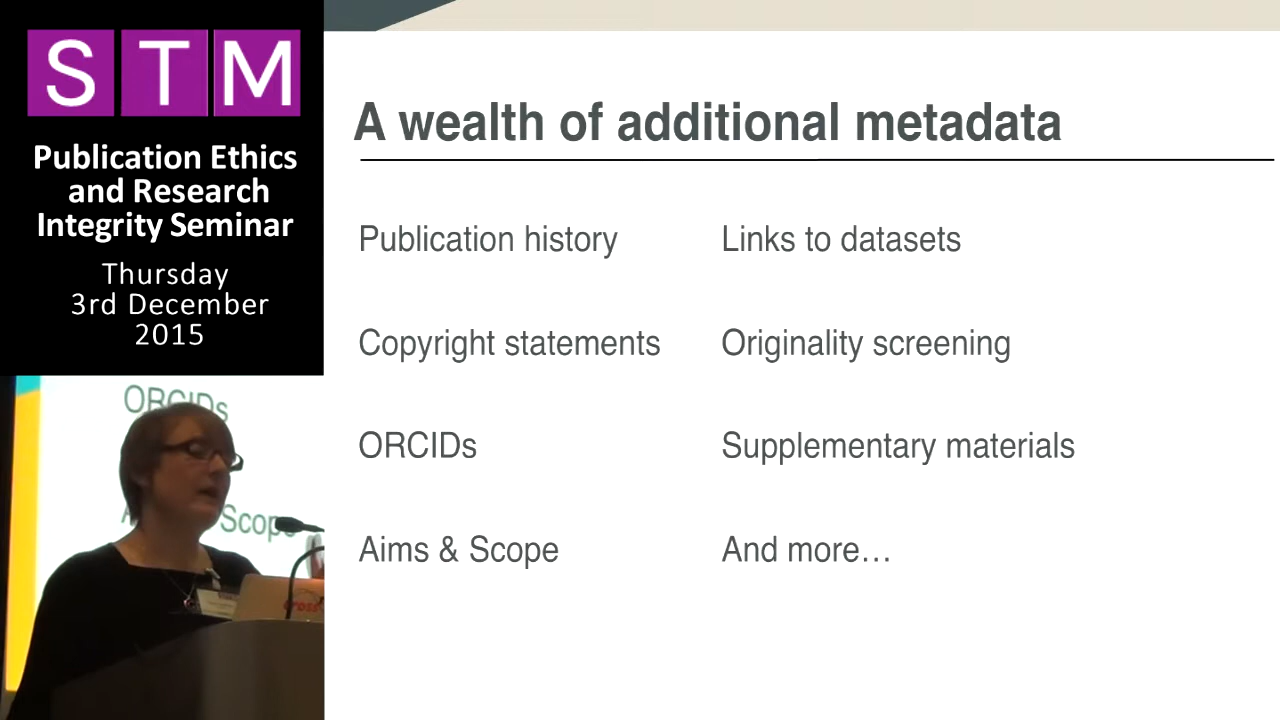 STM
Publication Ethics
and Research
Integrity Seminar
Thursday
3rd December
2015
A wealth of additional metadata
Publication history
Links to datasets
Copyright statements
Originality screening
ORCIDs
Supplementary materials
Aims & Scope
And more…
ORCIDs
Scope
cross